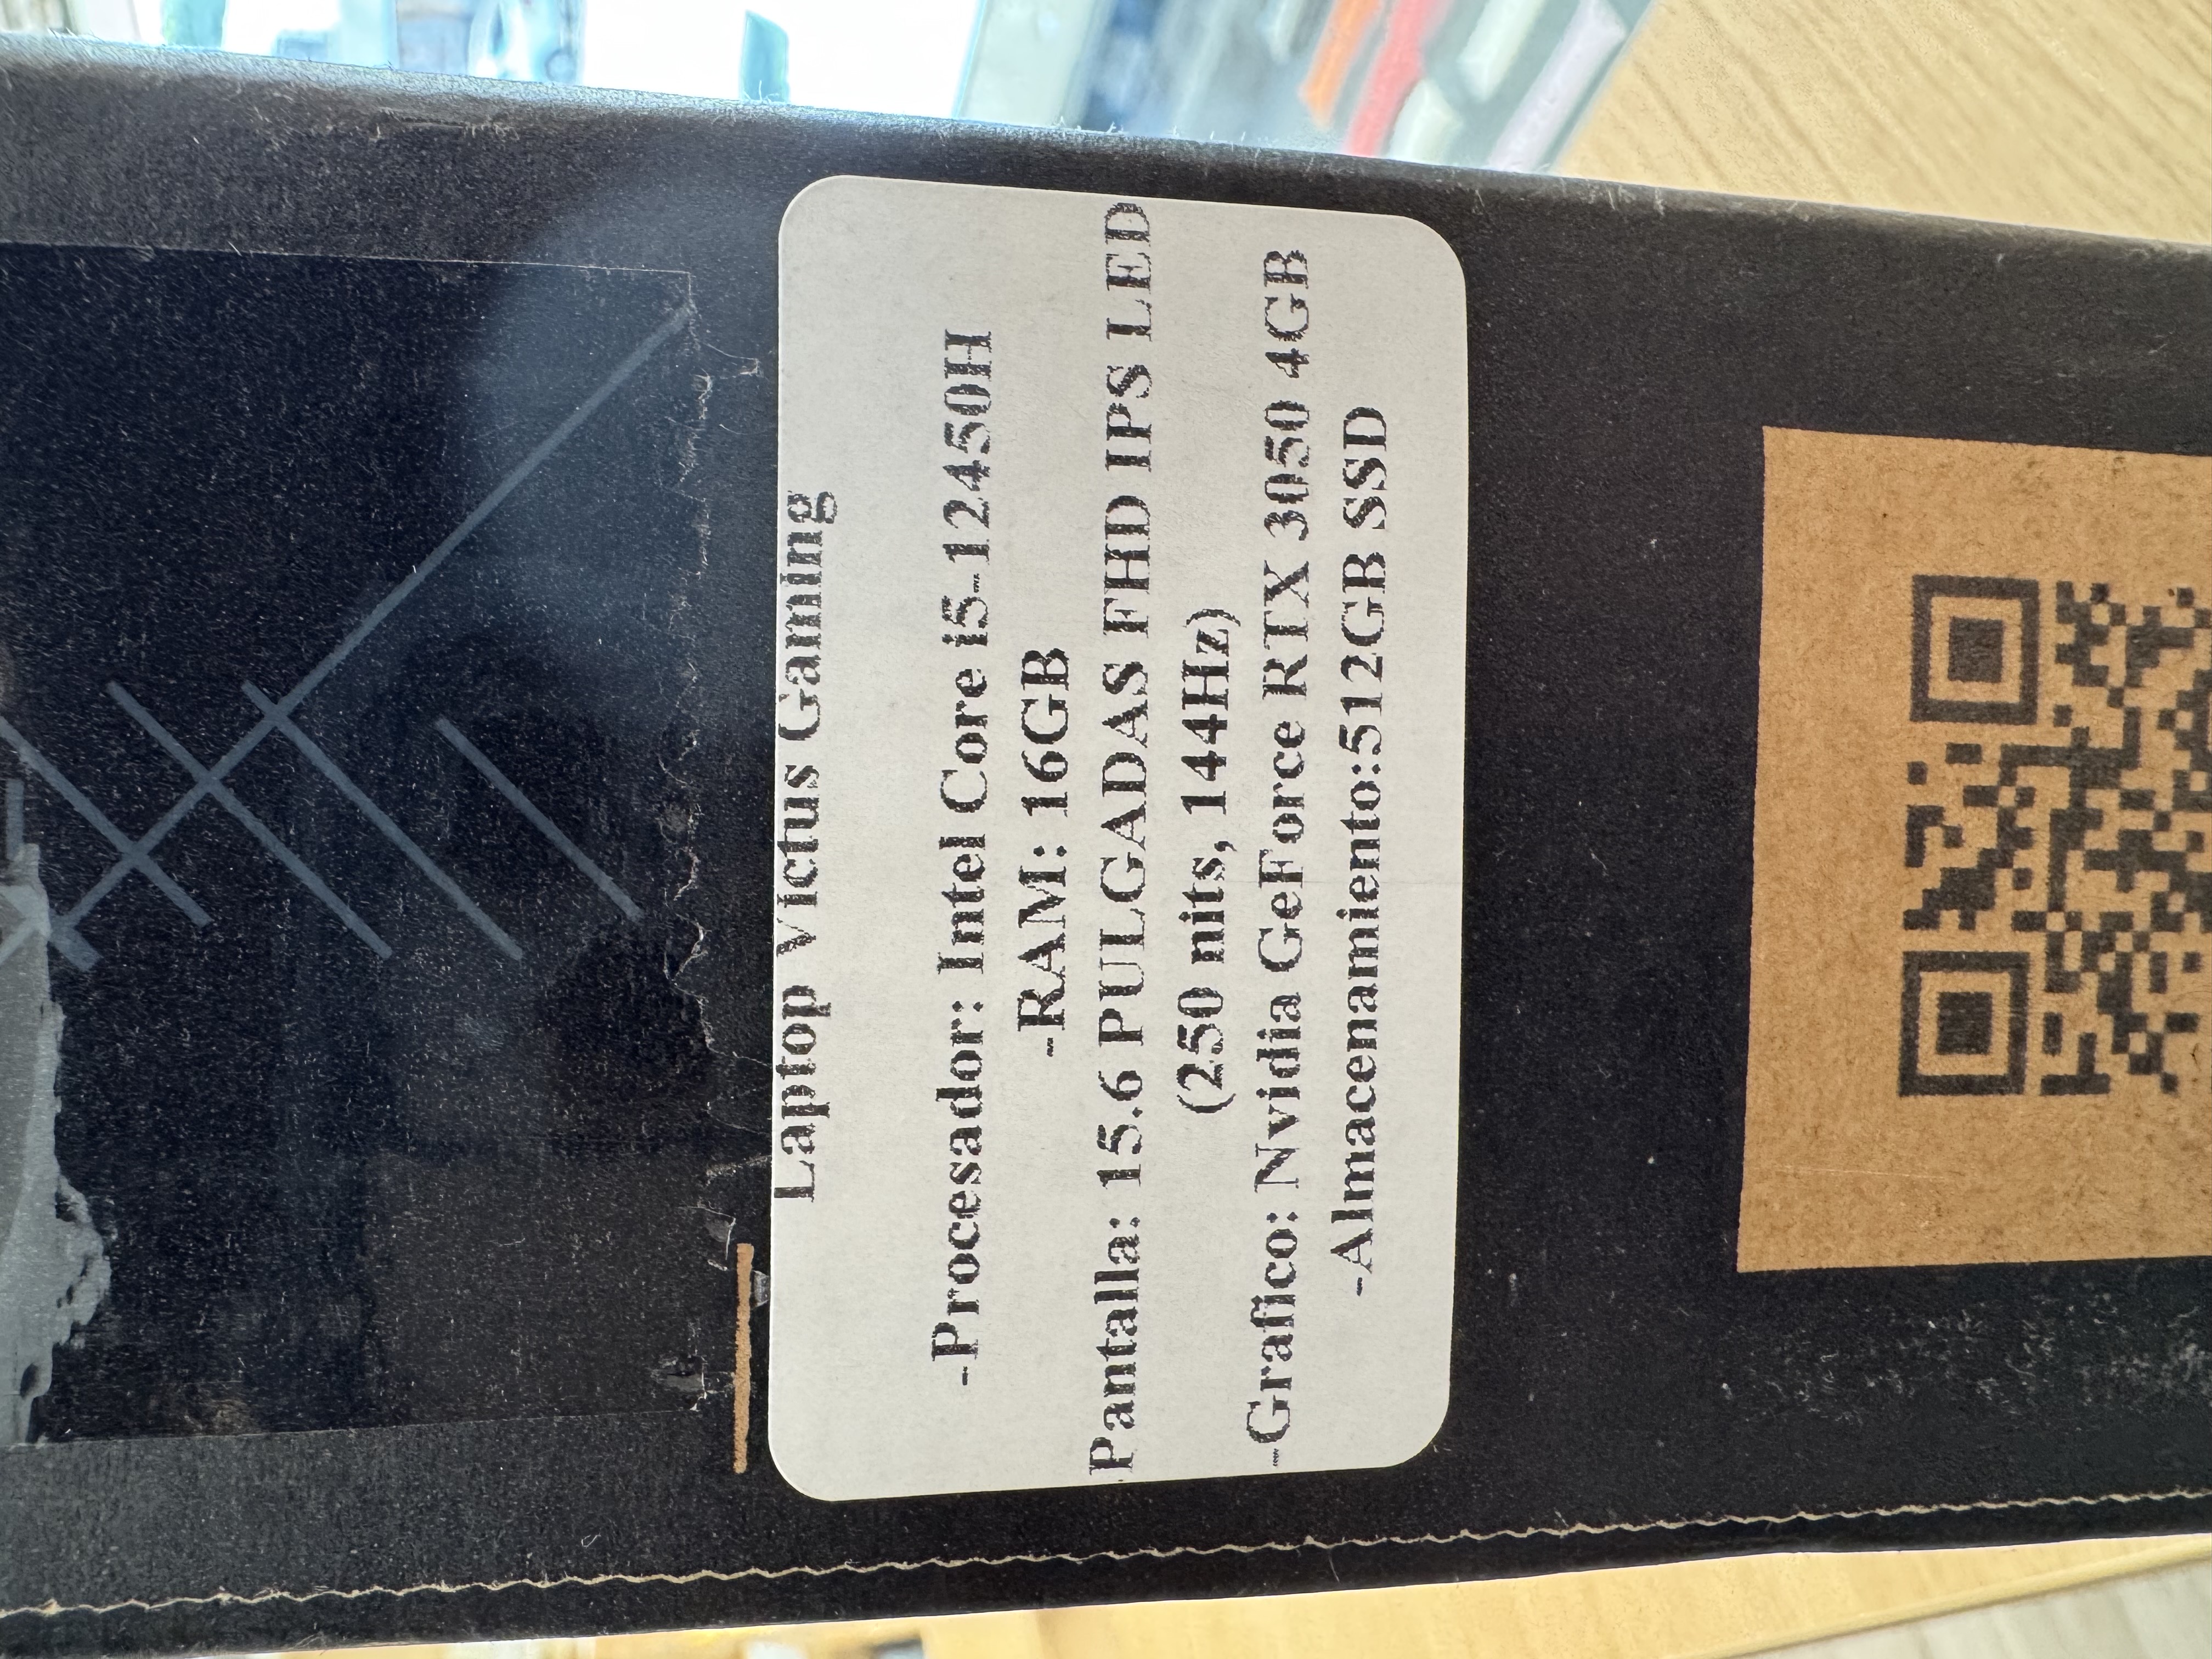 Laptop Victus Gaming
-Procesador: Intel Core i5-12450H
-RAM: 16GB
Pantalla: 15.6 PULGADAS FHD IPS LED
(250 nits, 144Hz)
-Grafico: Nvidia GeForce RTX 3050 4GB
-Almacenamiento:512GB SSD